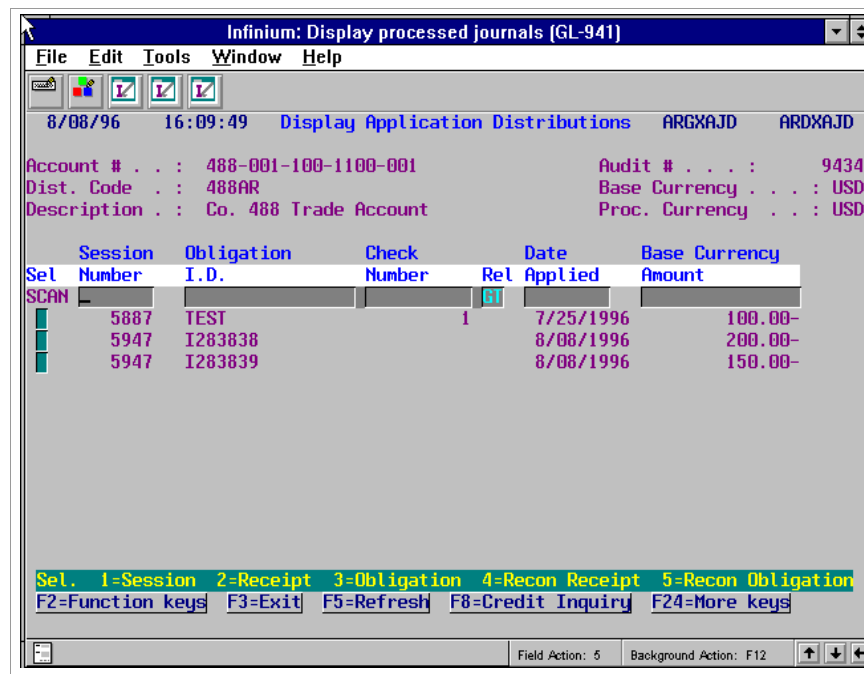 Infinium: Display processed journals (GL-941)
File Edit Tools Window Help
8/08/96 16:09:49 Display Application Distributions ARGXAJD ARDXAJD
Account # . . : 488-001-100-1100-001 Audit # . . . : 9434
Dist. Code . : 488AR Base Currency . . . : USD
Description . : Co. 488 Trade Account Proc. Currency . . : USD
Session Obligation Check Date Base Currency
Sel Number I.D. Number Rel Applied Amount
SCAN _ GT
5887 TEST 1 7/25/1996 100.00-
5947 I283838 8/08/1996 200.00-
5947 I283839 8/08/1996 150.00-
Sel. 1=Session 2=Receipt 3=Obligation 4=Recon Receipt 5=Recon Obligation
F2=Function keys F3=Exit F5=Refresh F8=Credit Inquiry F24=More keys
Field Action: 5 Background Action: F12